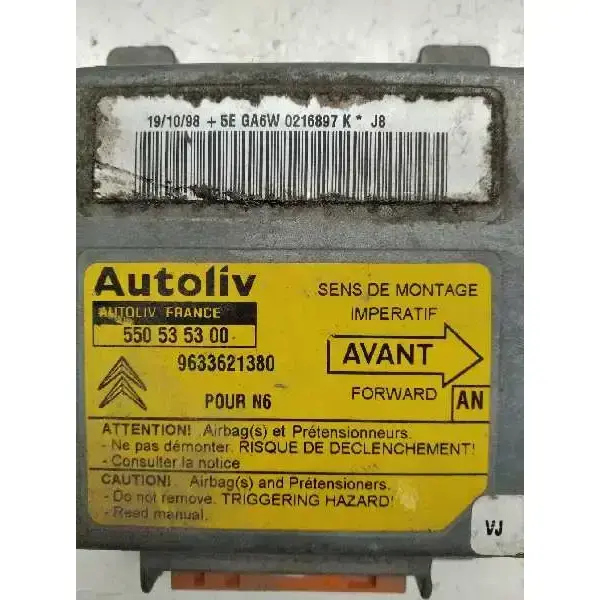 19/10/98 + 5E GA6W 0216897 K * J8
Autoliv
AUTOLIV FRANCE
550 53 53 00
9633621380
POUR N6
SENS DE MONTAGE
IMPERATIF
AVANT
FORWARD
AN
ATTENTION! Airbag(s) et Prétensionneurs.
- Ne pas démonter. RISQUE DE DECLENCHEMENT!
- Consulter la notice
CAUTION! Airbag(s) and Prétensioners.
- Do not remove. TRIGGERING HAZARD!
- Read manual.
VJ